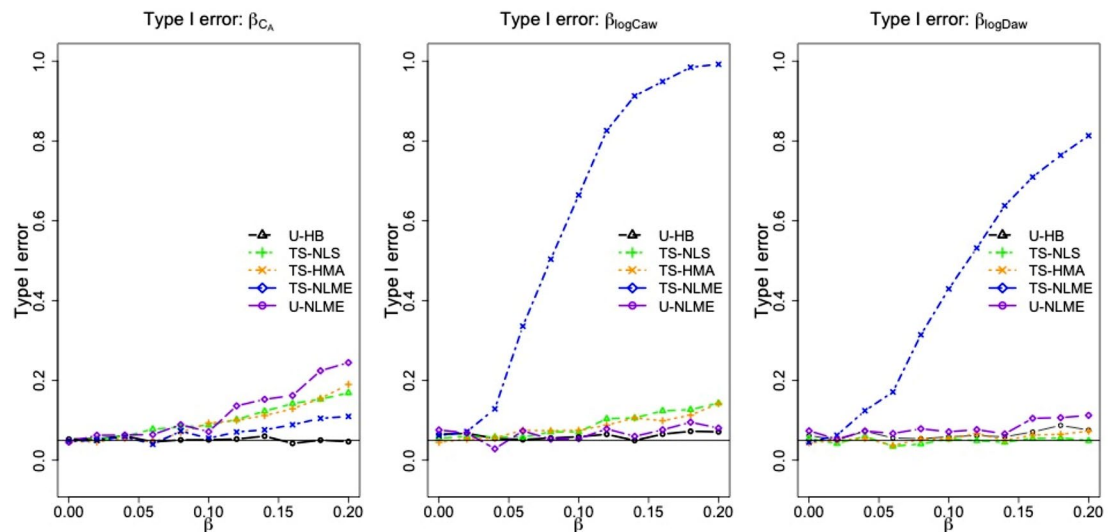 Type I error: βC_A
Type I error
1.0
0.8
0.6
0.4
0.2
0.0
U-HB
TS-NLS
TS-HMA
TS-NLME
U-NLME
0.00 0.05 0.10 0.15 0.20
β
Type I error: βlogCaw
Type I error
1.0
0.8
0.6
0.4
0.2
0.0
U-HB
TS-NLS
TS-HMA
TS-NLME
U-NLME
0.00 0.05 0.10 0.15 0.20
β
Type I error: βlogDaw
Type I error
1.0
0.8
0.6
0.4
0.2
0.0
U-HB
TS-NLS
TS-HMA
TS-NLME
U-NLME
0.00 0.05 0.10 0.15 0.20
β